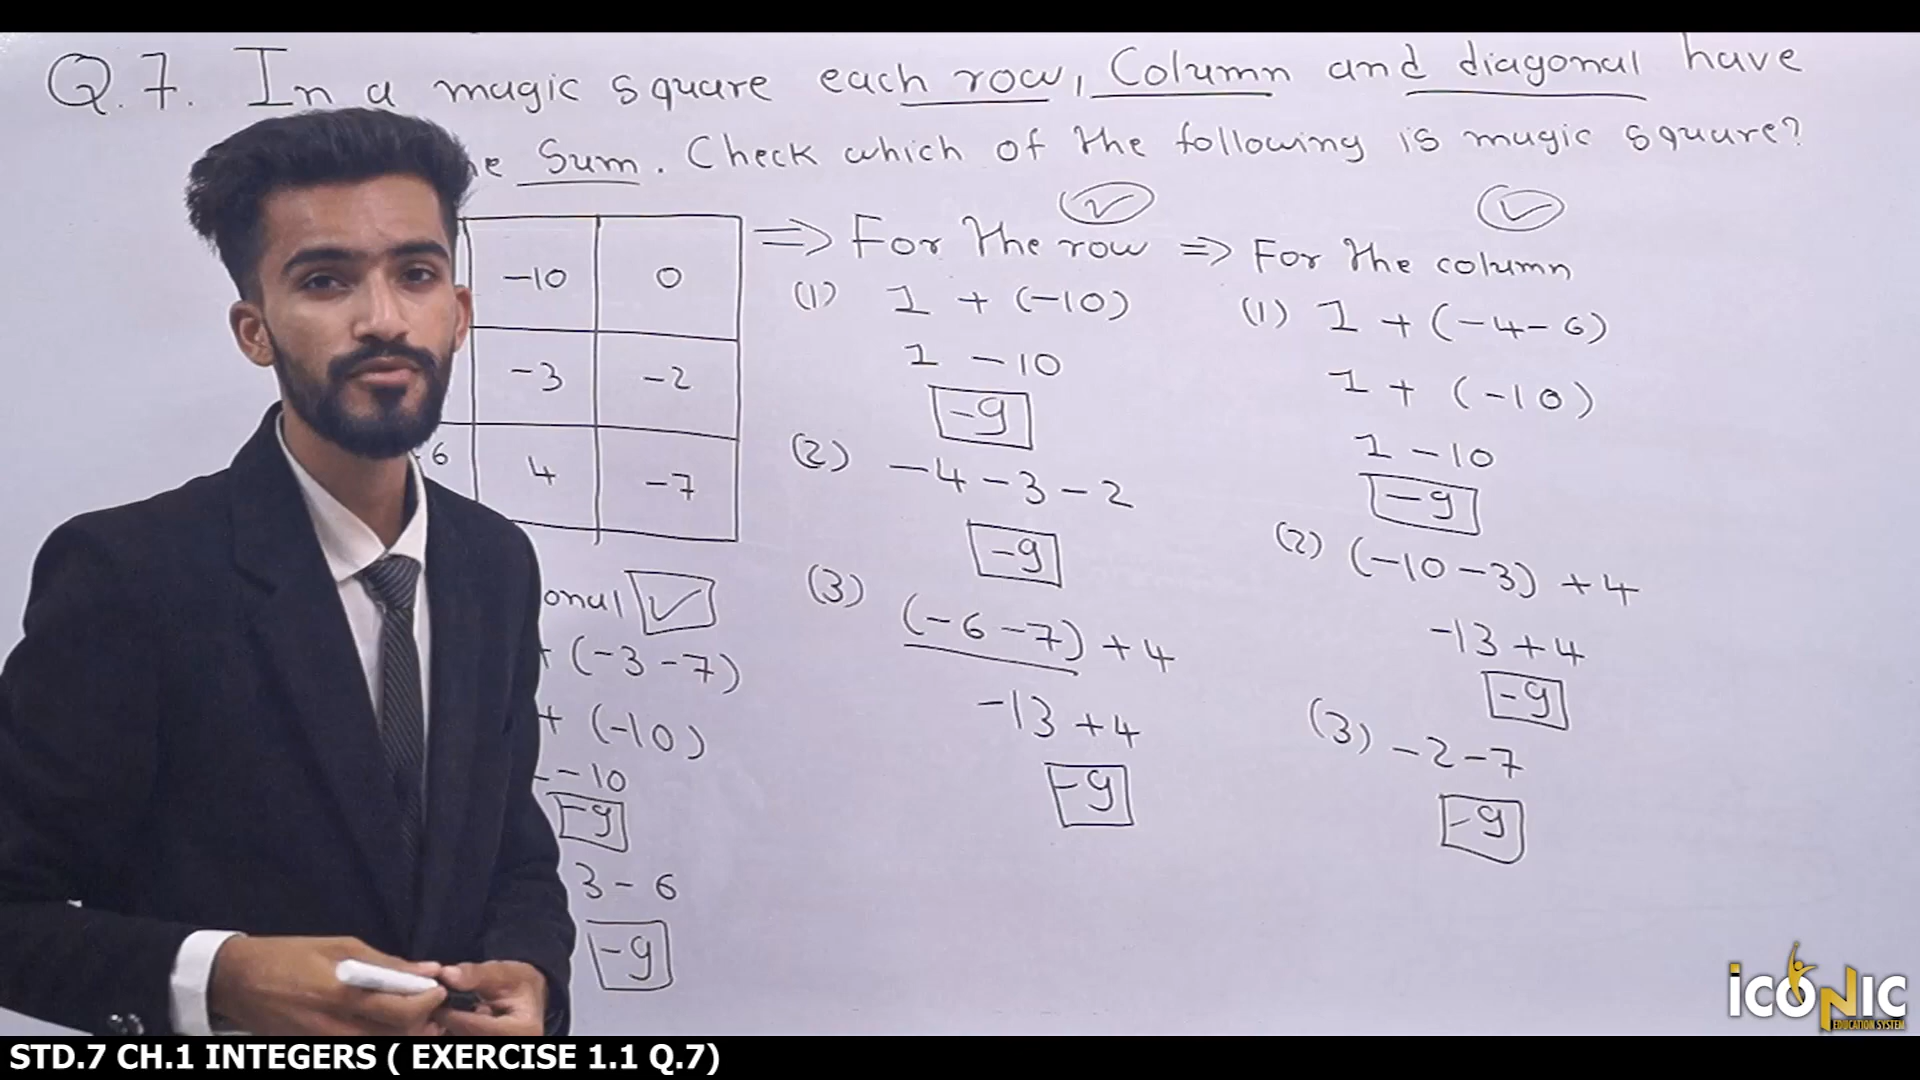 Q.7. In a magic square each row, Column and diagonal have
he Sum. Check which of the following is magic square?
-10 0
-3 -2
-6 4 -7
onal
+ (-3-7)
+ (-10)
-10
-9
3-6
-9
⇒ For the row
(1) 1 + (-10)
1 -10
-9
(2) -4-3-2
-9
(3) (-6-7) + 4
-13 + 4
-9
⇒ For the column
(1) 1 + (-4-6)
1 + (-10)
1 -10
-9
(2) (-10-3) + 4
-13 + 4
-9
(3) -2-7
-9
iCONIC
EDUCATION SYSTEM
STD.7 CH.1 INTEGERS ( EXERCISE 1.1 Q.7)